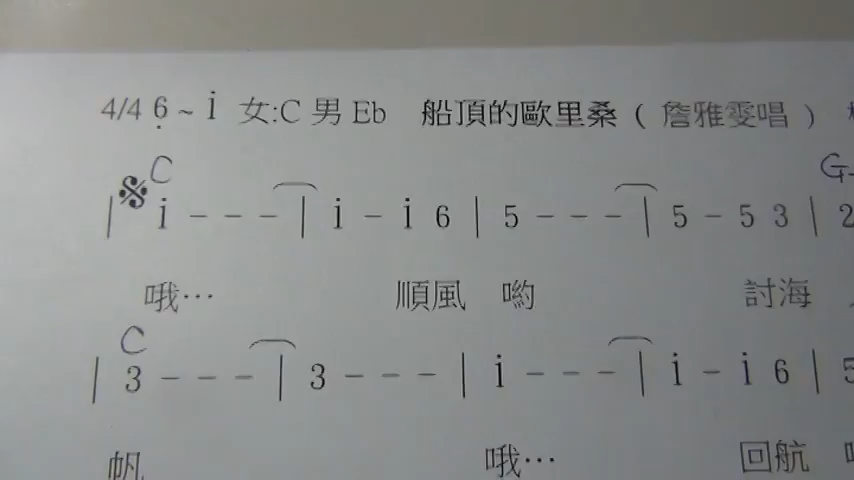 4/4 6̣ ~ i 女:C 男 Eb 船頂的歐里桑 ( 詹雅雯唱 )
C G
| i - - - | i - i 6 | 5 - - - | 5 - 5 3 | 2
哦… 順風 喲 討海
C
| 3 - - - | 3 - - - | i - - - | i - i 6 | 5
帆 哦… 回航